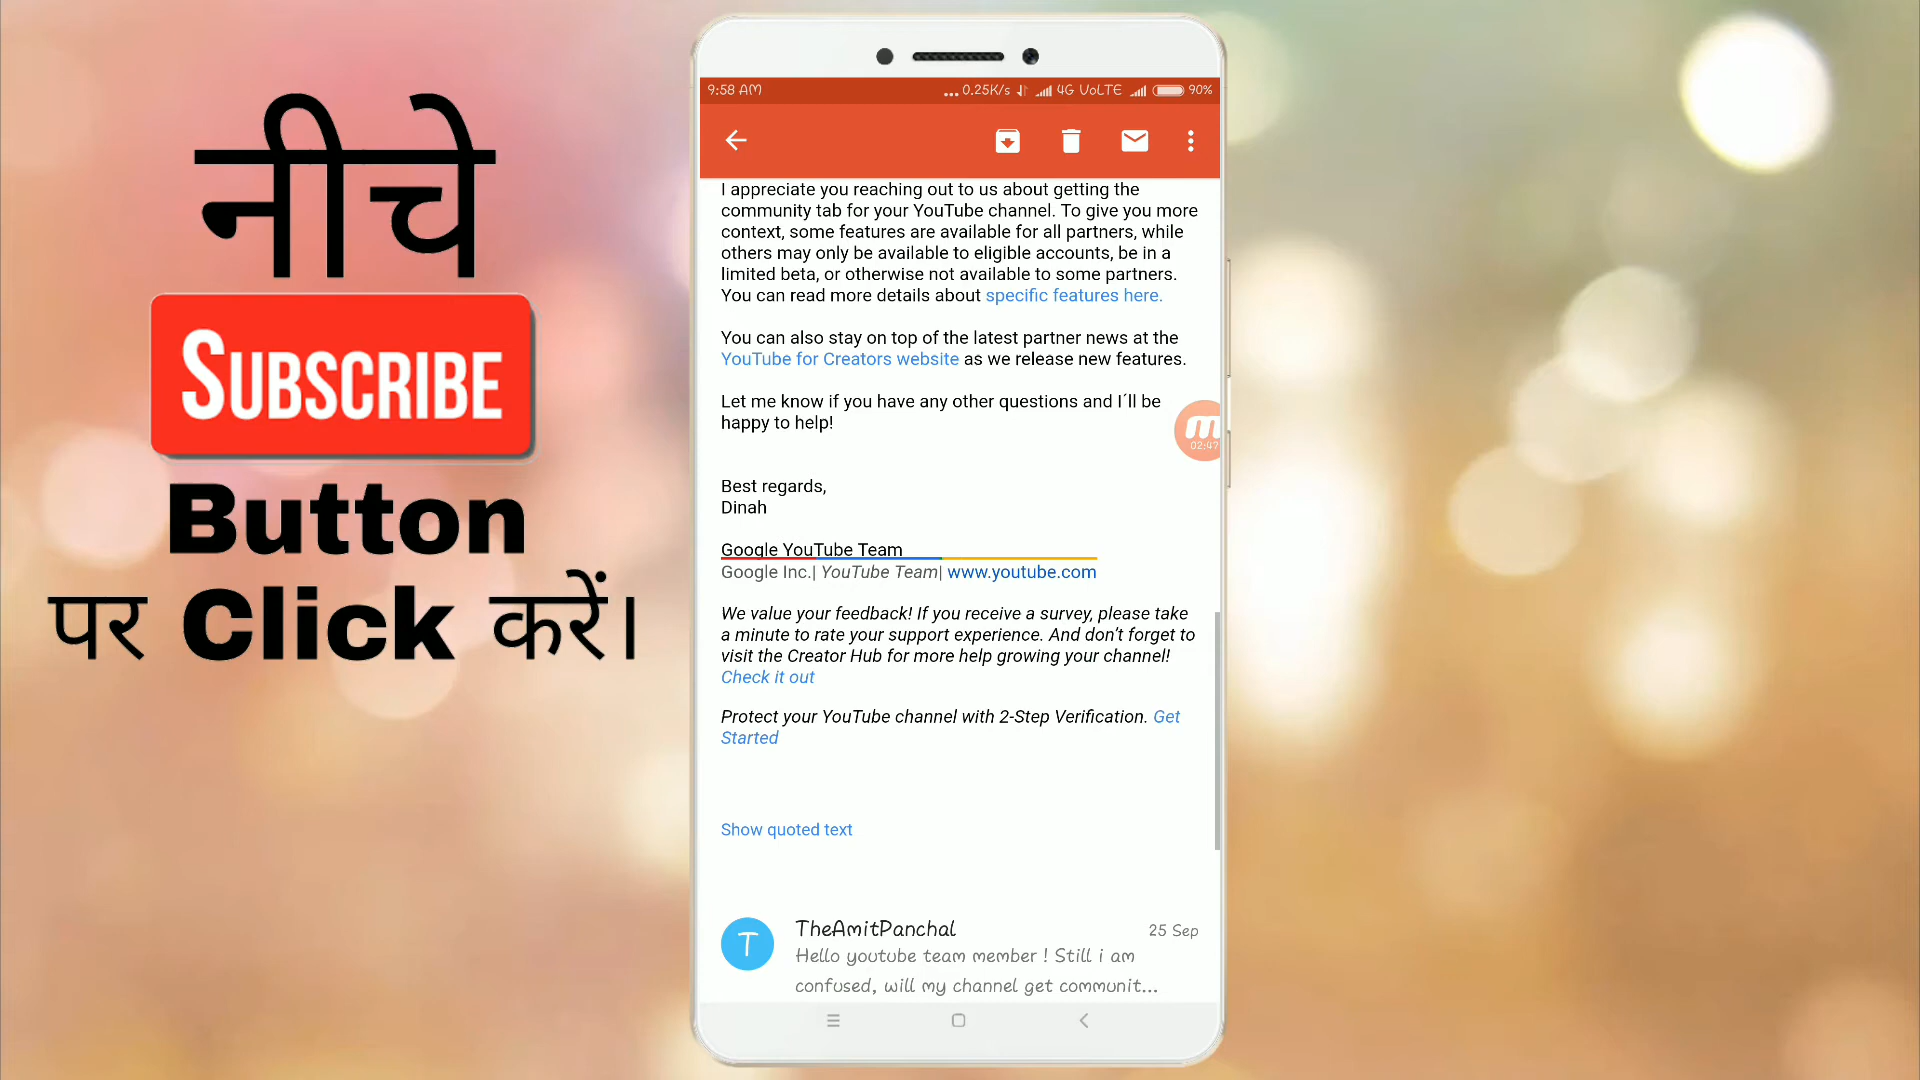 नीचे
SUBSCRIBE
Button
पर Click करें।
9:58 AM
... 0.25K/s 4G VoLTE 90%
I appreciate you reaching out to us about getting the
community tab for your YouTube channel. To give you more
context, some features are available for all partners, while
others may only be available to eligible accounts, be in a
limited beta, or otherwise not available to some partners.
You can read more details about specific features here.
You can also stay on top of the latest partner news at the
YouTube for Creators website as we release new features.
Let me know if you have any other questions and I´ll be
happy to help!
02:47
Best regards,
Dinah
Google YouTube Team
Google Inc.| YouTube Team| www.youtube.com
We value your feedback! If you receive a survey, please take
a minute to rate your support experience. And don't forget to
visit the Creator Hub for more help growing your channel!
Check it out
Protect your YouTube channel with 2-Step Verification. Get
Started
Show quoted text
T
TheAmitPanchal
25 Sep
Hello youtube team member ! Still i am
confused, will my channel get communit...